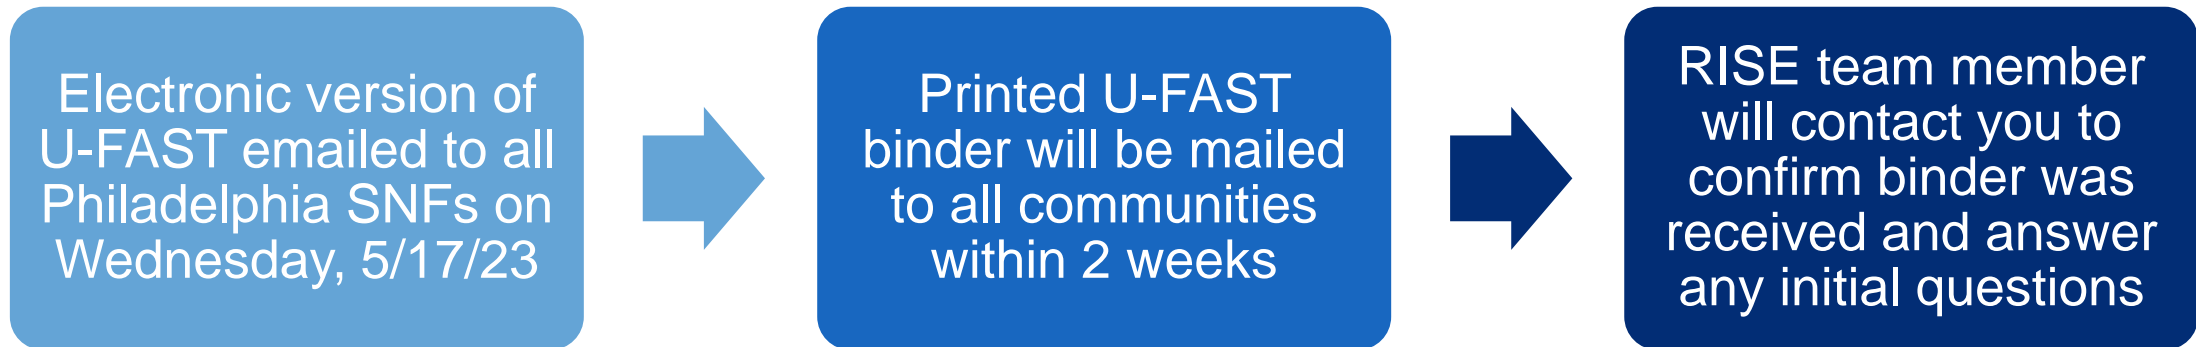 Electronic version of
U-FAST emailed to all
Philadelphia SNFs on
Wednesday, 5/17/23
Printed U-FAST
binder will be mailed
to all communities
within 2 weeks
RISE team member
will contact you to
confirm binder was
received and answer
any initial questions